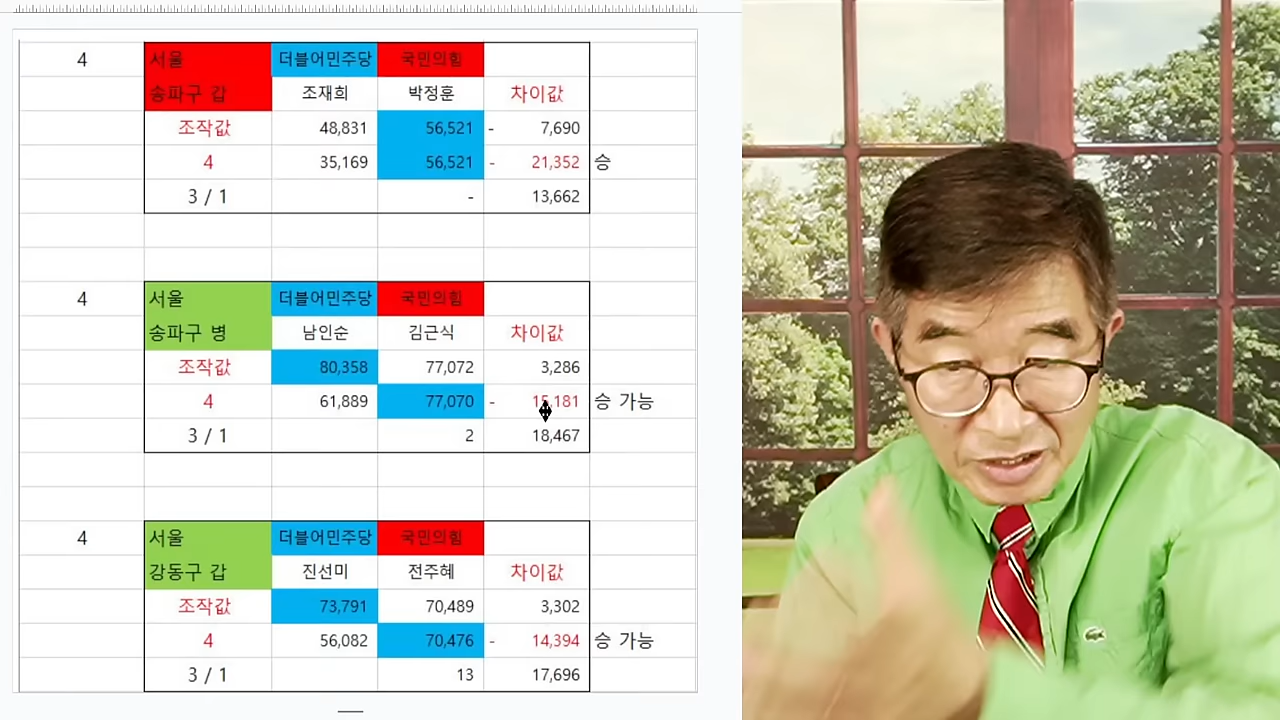 4 서울 더블어민주당 국민의힘
송파구 갑 조재희 박정훈 차이값
조작값 48,831 56,521 - 7,690
4 35,169 56,521 - 21,352 승
3 / 1 - 13,662
4 서울 더블어민주당 국민의힘
송파구 병 남인순 김근식 차이값
조작값 80,358 77,072 3,286
4 61,889 77,070 - 15,181 승 가능
3 / 1 2 18,467
4 서울 더블어민주당 국민의힘
강동구 갑 진선미 전주혜 차이값
조작값 73,791 70,489 3,302
4 56,082 70,476 - 14,394 승 가능
3 / 1 13 17,696